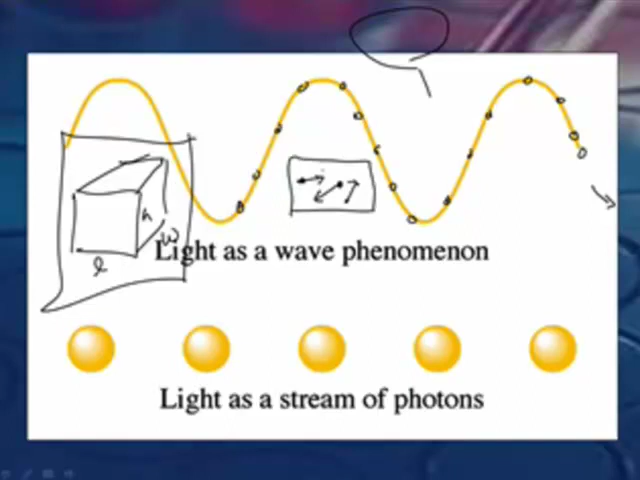 h
w
l
Light as a wave phenomenon
Light as a stream of photons